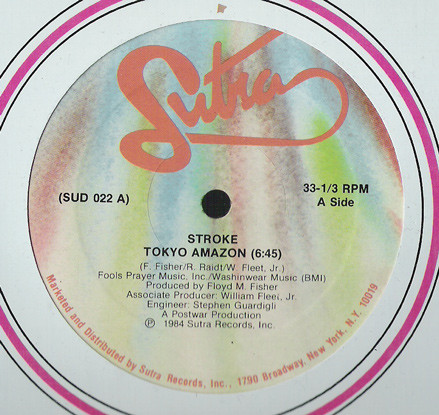 Sutra
(SUD 022 A)
33-1/3 RPM
A Side
STROKE
TOKYO AMAZON (6:45)
(F. Fisher/R. Raidt/W. Fleet, Jr.)
Fools Prayer Music, Inc./Washinwear Music (BMI)
Produced by Floyd M. Fisher
Associate Producer: William Fleet, Jr.
Engineer: Stephen Guardigli
A Postwar Production
Ⓟ 1984 Sutra Records, Inc.
Marketed and Distributed by Sutra Records, Inc., 1790 Broadway, New York, N.Y. 10019